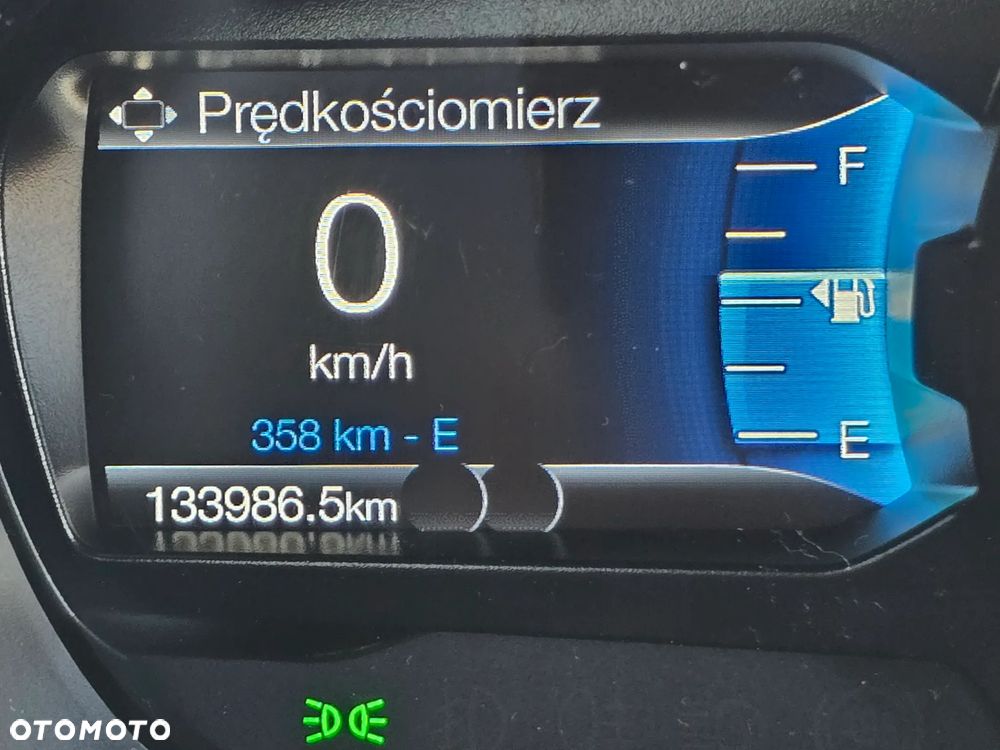 Prędkościomierz
F
0
km/h
358 km - E
E
133986.5km
OTOMOTO